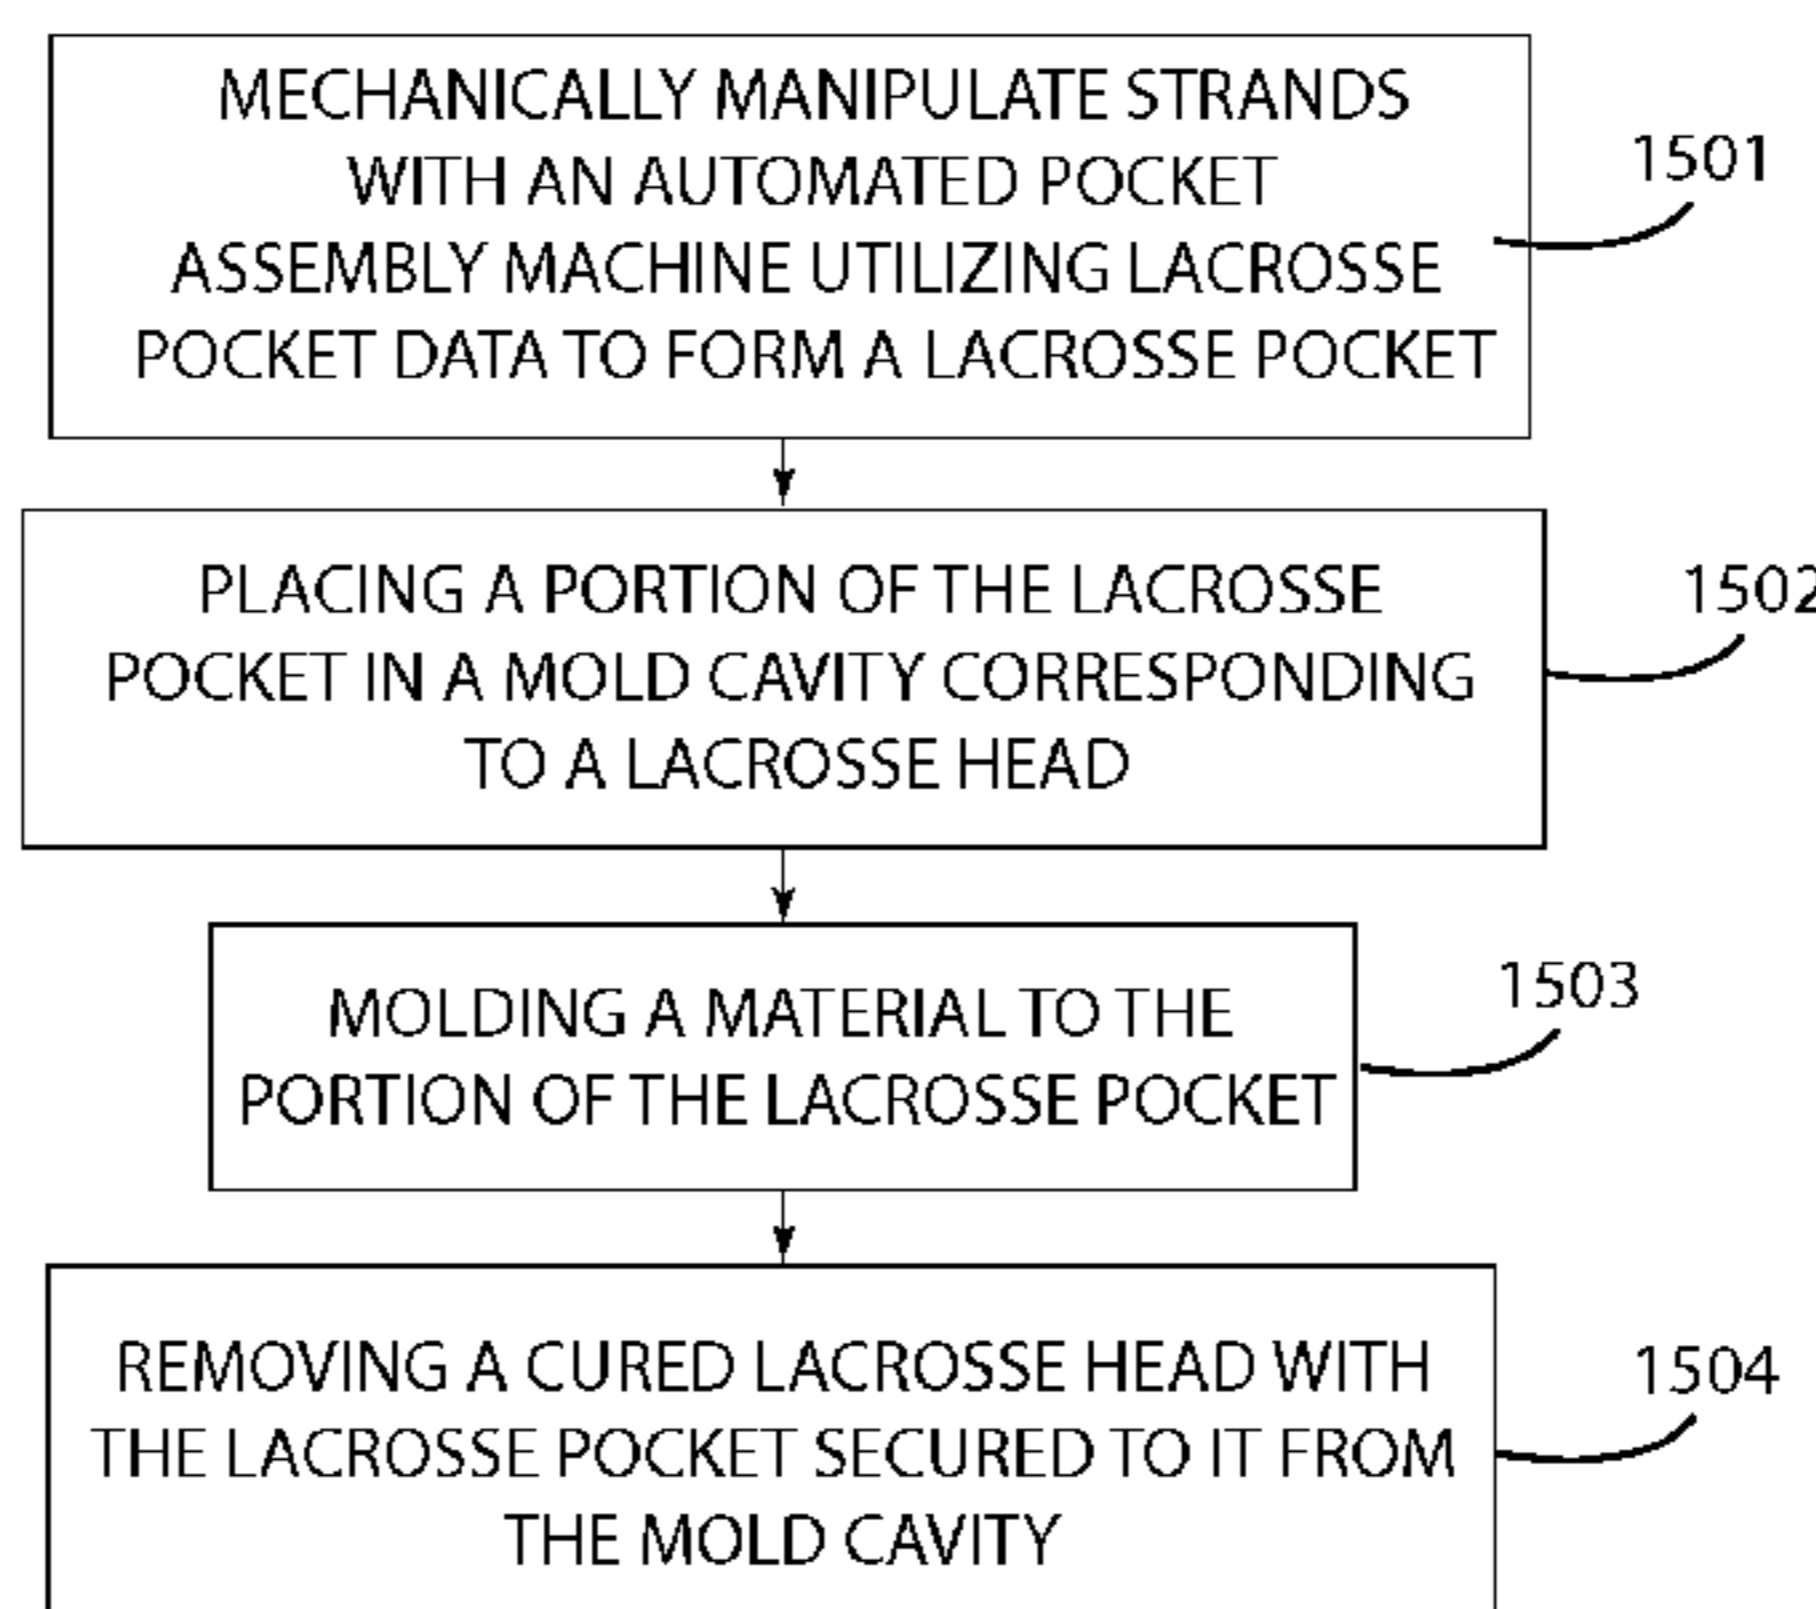 MECHANICALLY MANIPULATE STRANDS
WITH AN AUTOMATED POCKET
ASSEMBLY MACHINE UTILIZING LACROSSE
POCKET DATA TO FORM A LACROSSE POCKET
1501
PLACING A PORTION OF THE LACROSSE
POCKET IN A MOLD CAVITY CORRESPONDING
TO A LACROSSE HEAD
1502
MOLDING A MATERIAL TO THE
PORTION OF THE LACROSSE POCKET
1503
REMOVING A CURED LACROSSE HEAD WITH
THE LACROSSE POCKET SECURED TO IT FROM
THE MOLD CAVITY
1504